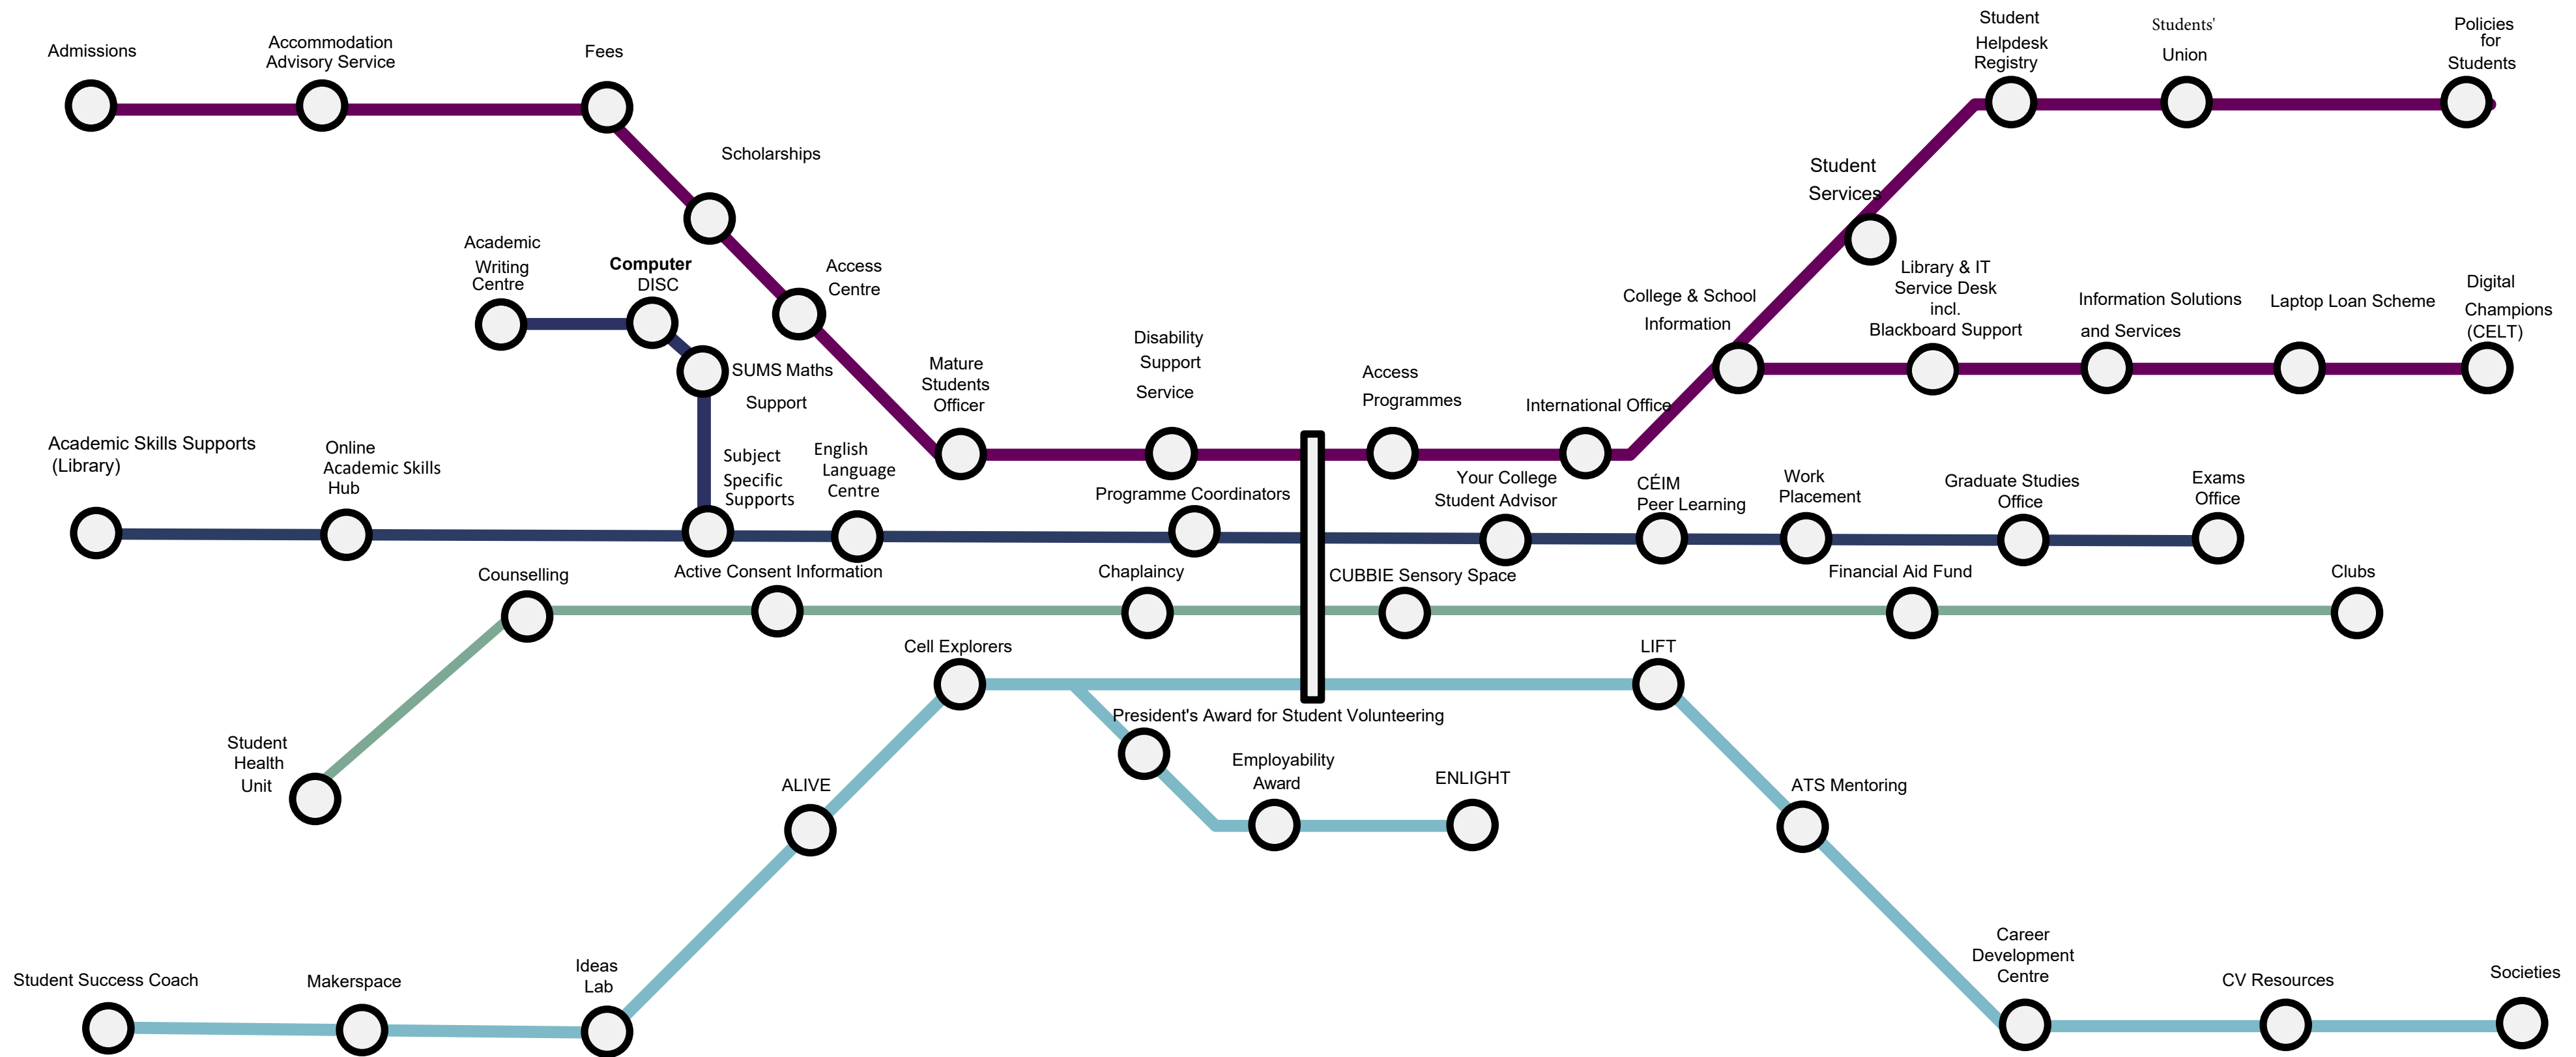 Admissions
Accommodation
Advisory Service
Fees
Scholarships
Access
Centre
Mature
Students
Officer
Disability
Support
Service
Access
Programmes
International Office
College & School
Information
Student
Services
Student
Helpdesk
Registry
Students'
Union
Policies
for
Students
Library & IT
Service Desk
incl.
Blackboard Support
Information Solutions
and Services
Laptop Loan Scheme
Digital
Champions
(CELT)
Academic
Writing
Centre
Computer
DISC
SUMS Maths
Support
Academic Skills Supports
(Library)
Online
Academic Skills
Hub
Subject
Specific
Supports
English
Language
Centre
Programme Coordinators
Your College
Student Advisor
CÉIM
Peer Learning
Work
Placement
Graduate Studies
Office
Exams
Office
Counselling
Active Consent Information
Chaplaincy
CUBBIE Sensory Space
Financial Aid Fund
Clubs
Student
Health
Unit
Cell Explorers
LIFT
President's Award for Student Volunteering
Employability
Award
ENLIGHT
ALIVE
ATS Mentoring
Student Success Coach
Makerspace
Ideas
Lab
Career
Development
Centre
CV Resources
Societies